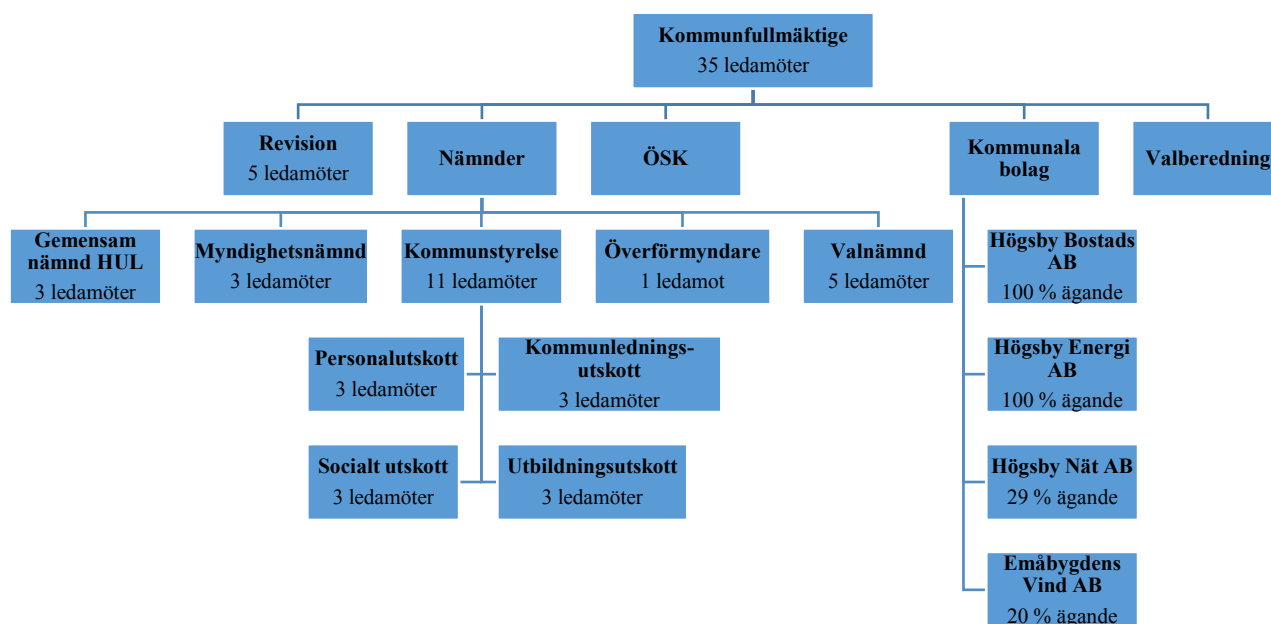 Kommunfullmäktige
35 ledamöter
Revision
5 ledamöter
Nämnder
ÖSK
Kommunala
bolag
Valberedning
Gemensam
nämnd HUL
3 ledamöter
Myndighetsnämnd
3 ledamöter
Kommunstyrelse
11 ledamöter
Överförmyndare
1 ledamot
Valnämnd
5 ledamöter
Personalutskott
3 ledamöter
Kommunlednings-
utskott
3 ledamöter
Socialt utskott
3 ledamöter
Utbildningsutskott
3 ledamöter
Högsby Bostads
AB
100 % ägande
Högsby Energi
AB
100 % ägande
Högsby Nät AB
29 % ägande
Emåbygdens
Vind AB
20 % ägande